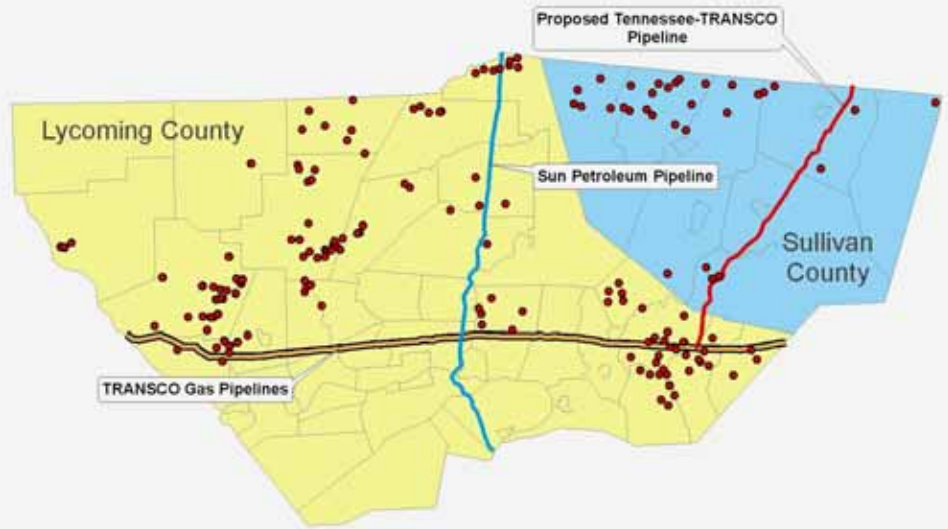 Proposed Tennessee-TRANSCO
Pipeline
Lycoming County
Sun Petroleum Pipeline
Sullivan
County
TRANSCO Gas Pipelines